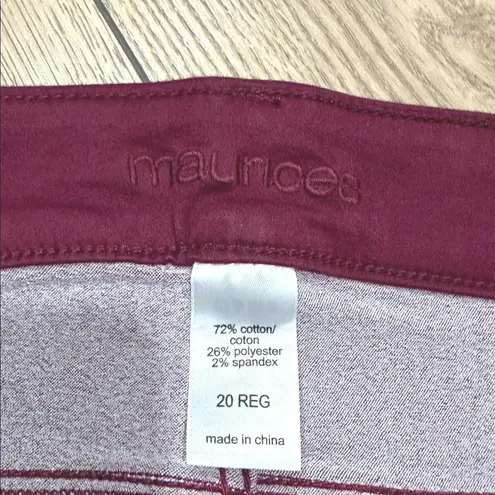 maurices
72% cotton/
coton
26% polyester
2% spandex
20 REG
made in china